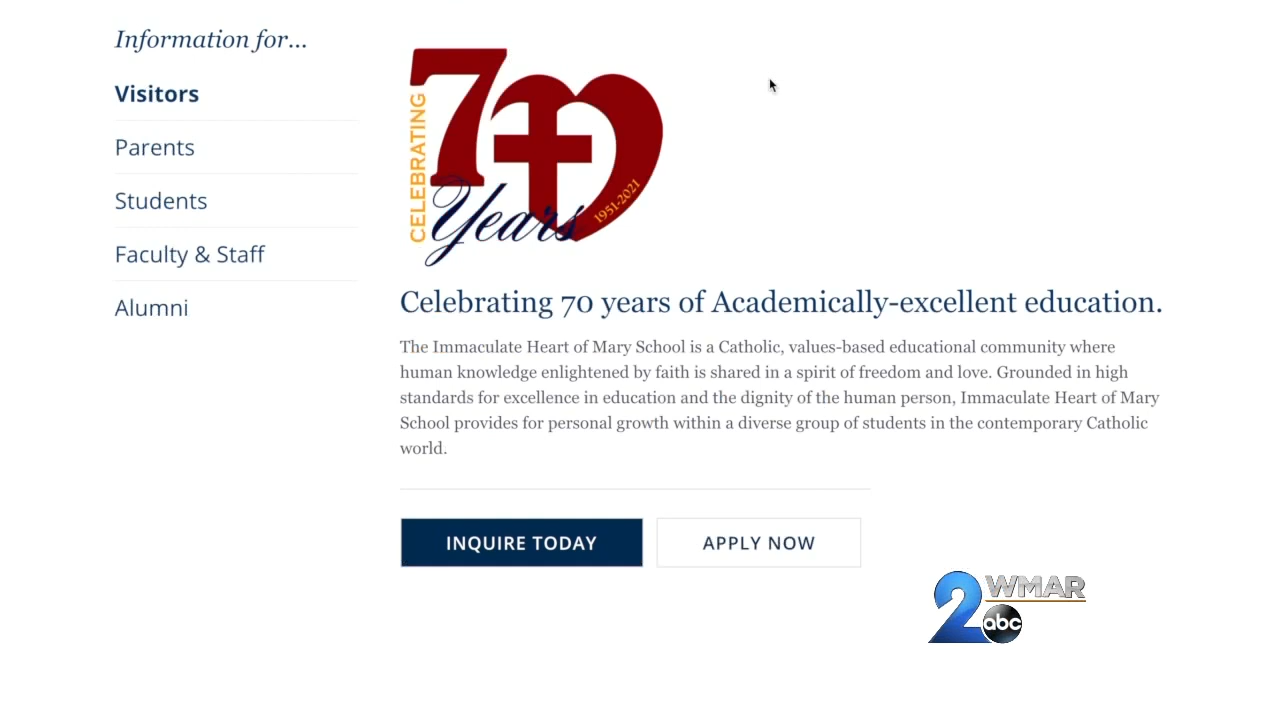 Information for...
Visitors
Parents
Students
Faculty & Staff
Alumni
CELEBRATING
70
Years
1951-2021
Celebrating 70 years of Academically-excellent education.
The Immaculate Heart of Mary School is a Catholic, values-based educational community where
human knowledge enlightened by faith is shared in a spirit of freedom and love. Grounded in high
standards for excellence in education and the dignity of the human person, Immaculate Heart of Mary
School provides for personal growth within a diverse group of students in the contemporary Catholic
world.
INQUIRE TODAY
APPLY NOW
2 WMAR
abc